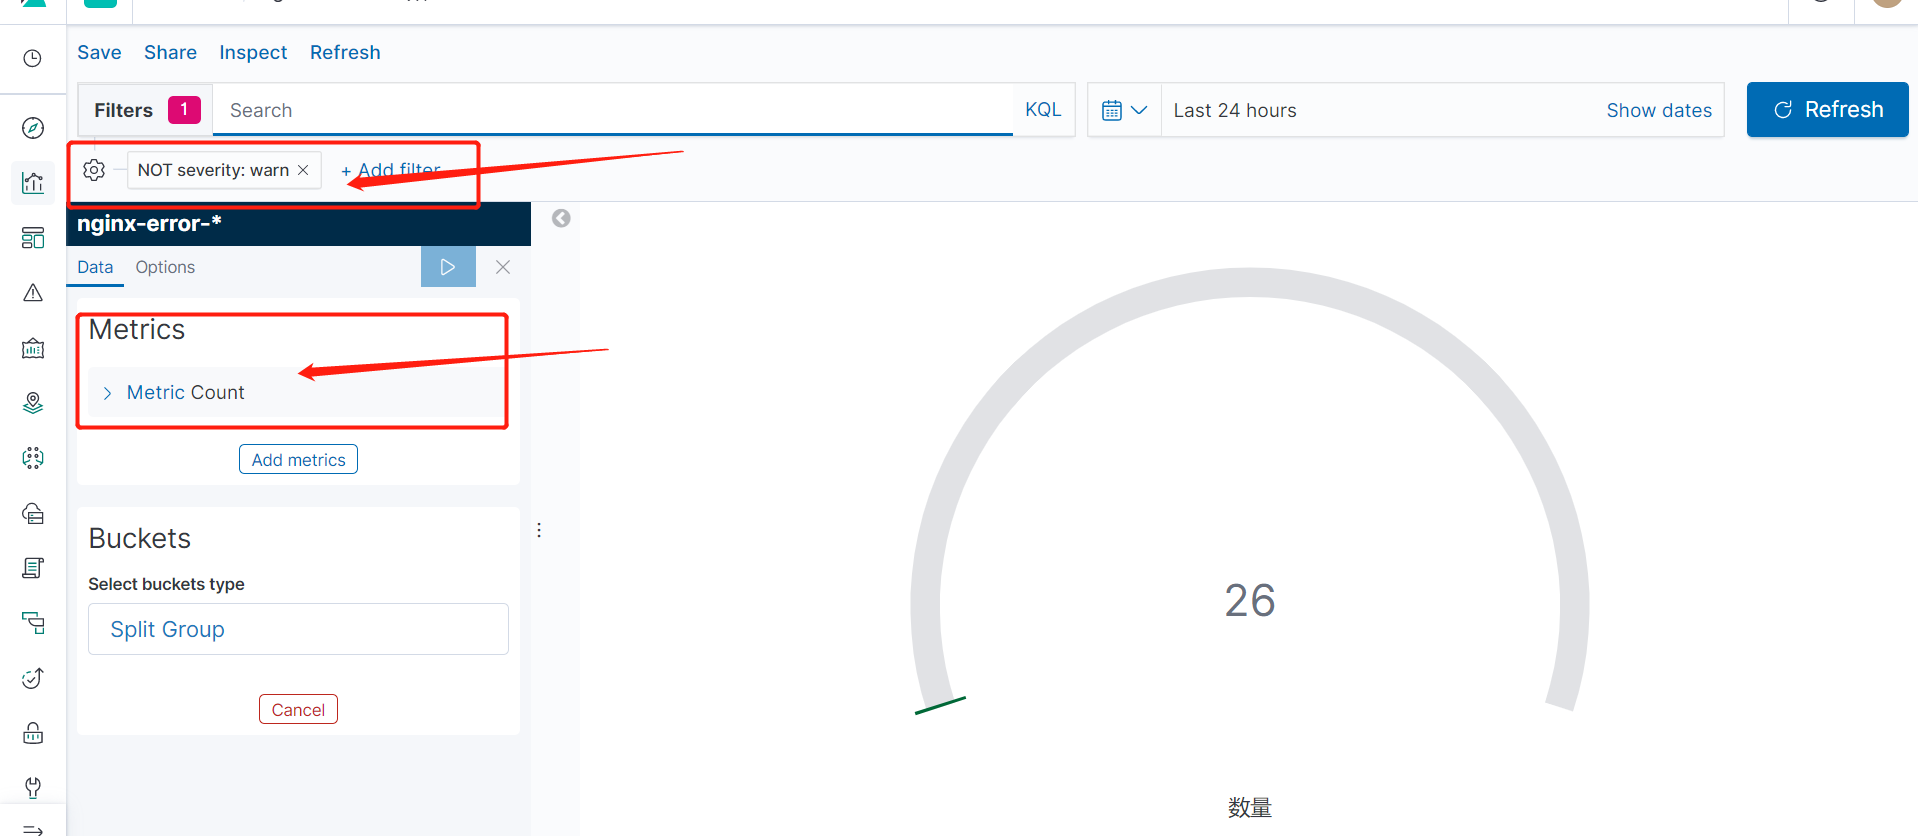 Save Share Inspect Refresh
Filters 1 Search KQL Last 24 hours Show dates Refresh
NOT severity: warn × + Add filter
nginx-error-*
Data Options
Metrics
Metric Count
Add metrics
Buckets
Select buckets type
Split Group
Cancel
26
数量